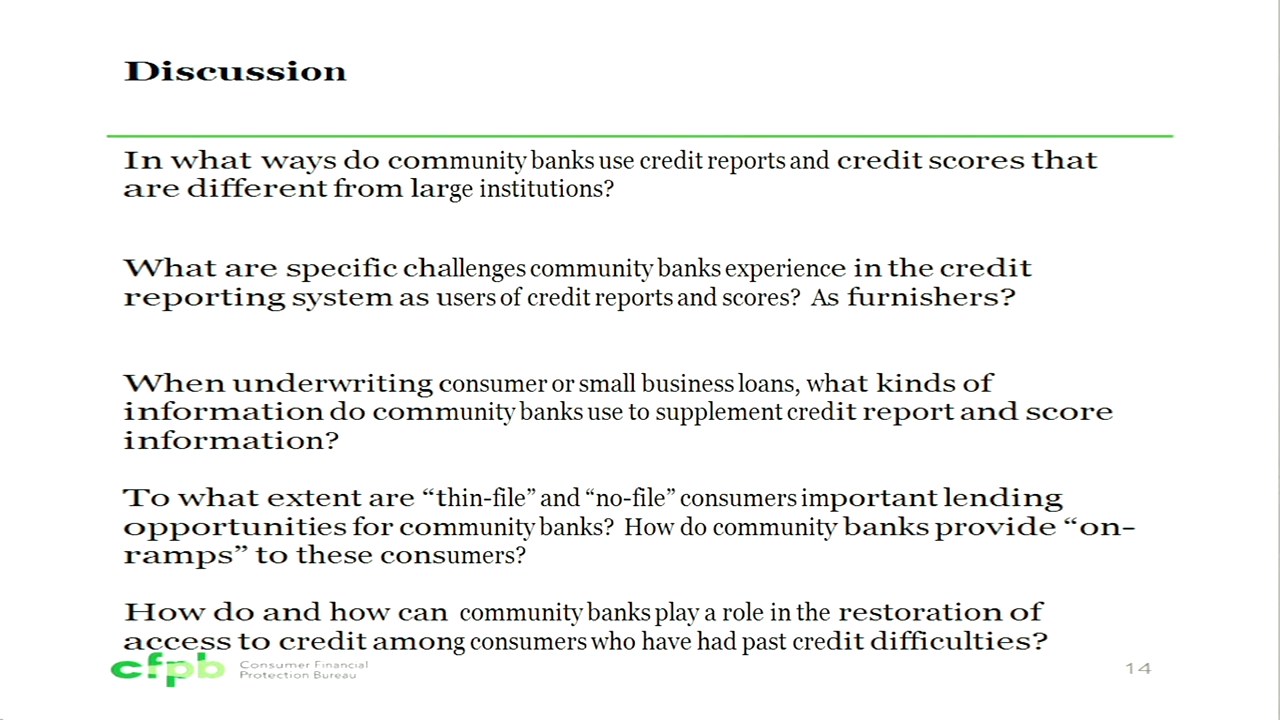 Discussion
In what ways do community banks use credit reports and credit scores that
are different from large institutions?
What are specific challenges community banks experience in the credit
reporting system as users of credit reports and scores?  As furnishers?
When underwriting consumer or small business loans, what kinds of
information do community banks use to supplement credit report and score
information?
To what extent are “thin-file” and “no-file” consumers important lending
opportunities for community banks?  How do community banks provide “on-
ramps” to these consumers?
How do and how can  community banks play a role in the restoration of
access to credit among consumers who have had past credit difficulties?
cfpb Consumer Financial
Protection Bureau
14